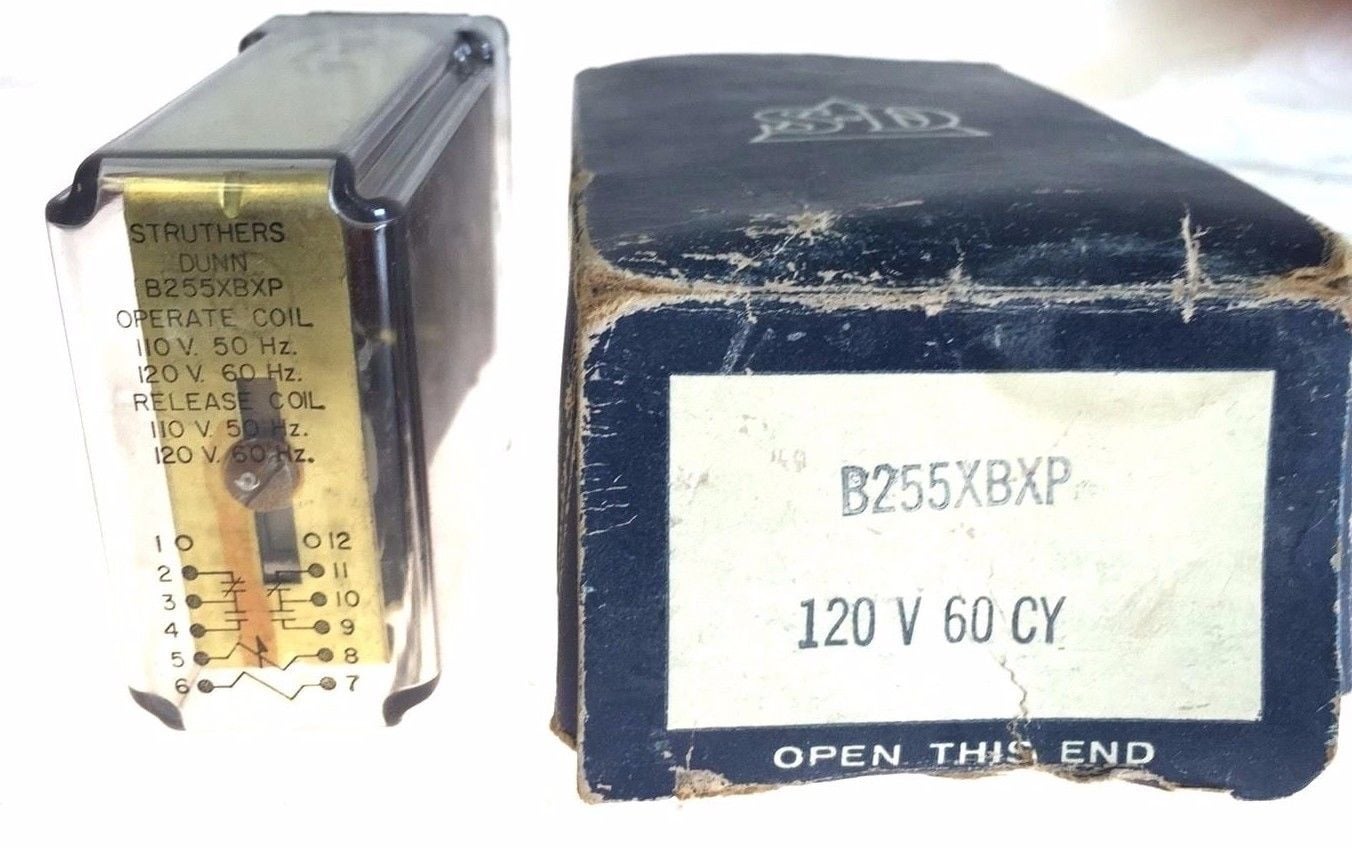 STRUTHERS
DUNN
B255XBXP
OPERATE COIL
110 V. 50 Hz.
120 V. 60 Hz.
RELEASE COIL
110 V. 50 Hz.
120 V. 60 Hz.
1 12
2 11
3 10
4 9
5 8
6 7
S D
B255XBXP
120 V 60 CY
OPEN THIS END